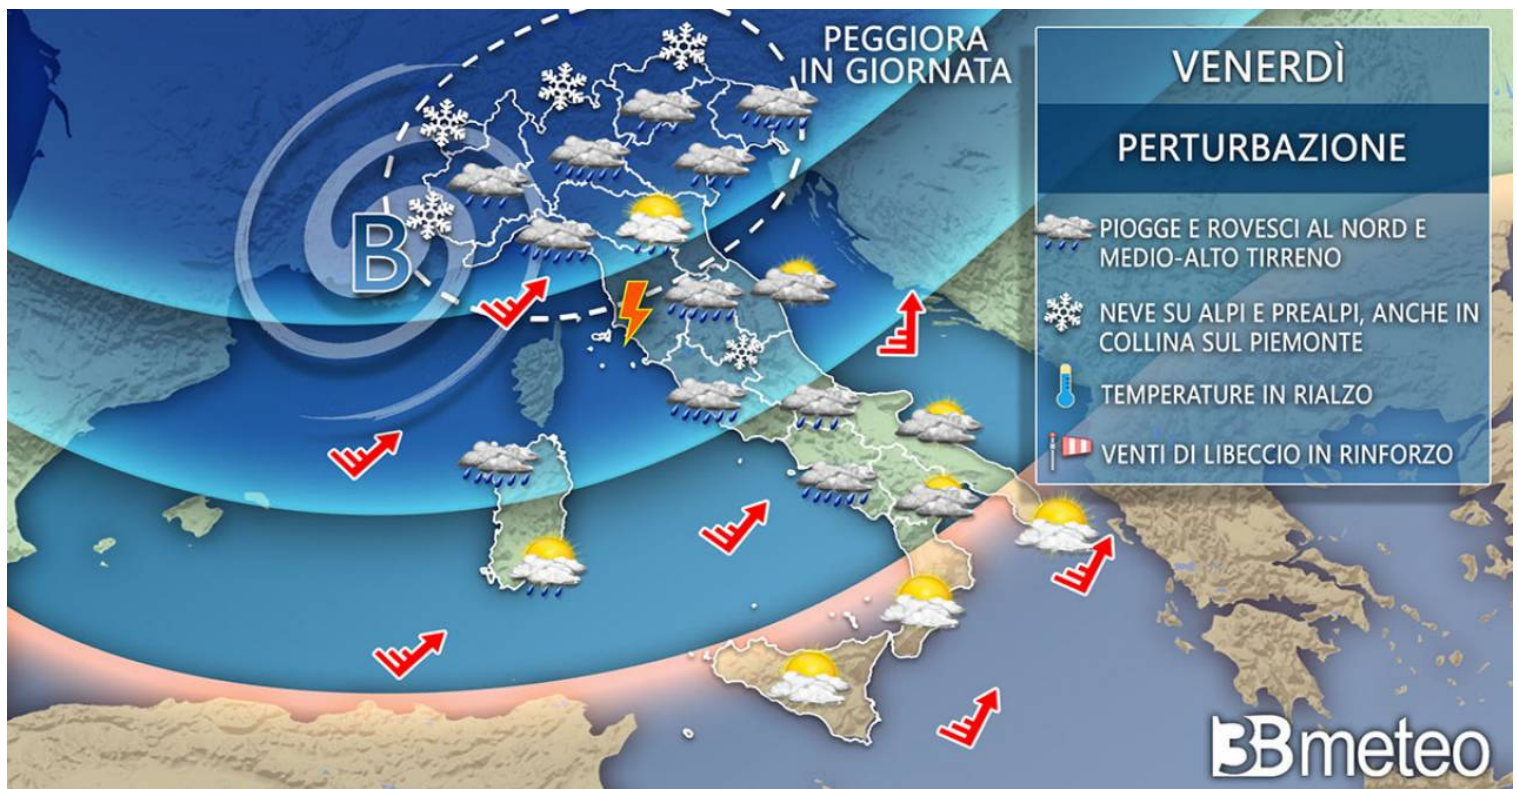 PEGGIORA
IN GIORNATA
B
VENERDÌ
PERTURBAZIONE
PIOGGE E ROVESCI AL NORD E
MEDIO-ALTO TIRRENO
NEVE SU ALPI E PREALPI, ANCHE IN
COLLINA SUL PIEMONTE
TEMPERATURE IN RIALZO
VENTI DI LIBECCIO IN RINFORZO
3Bmeteo